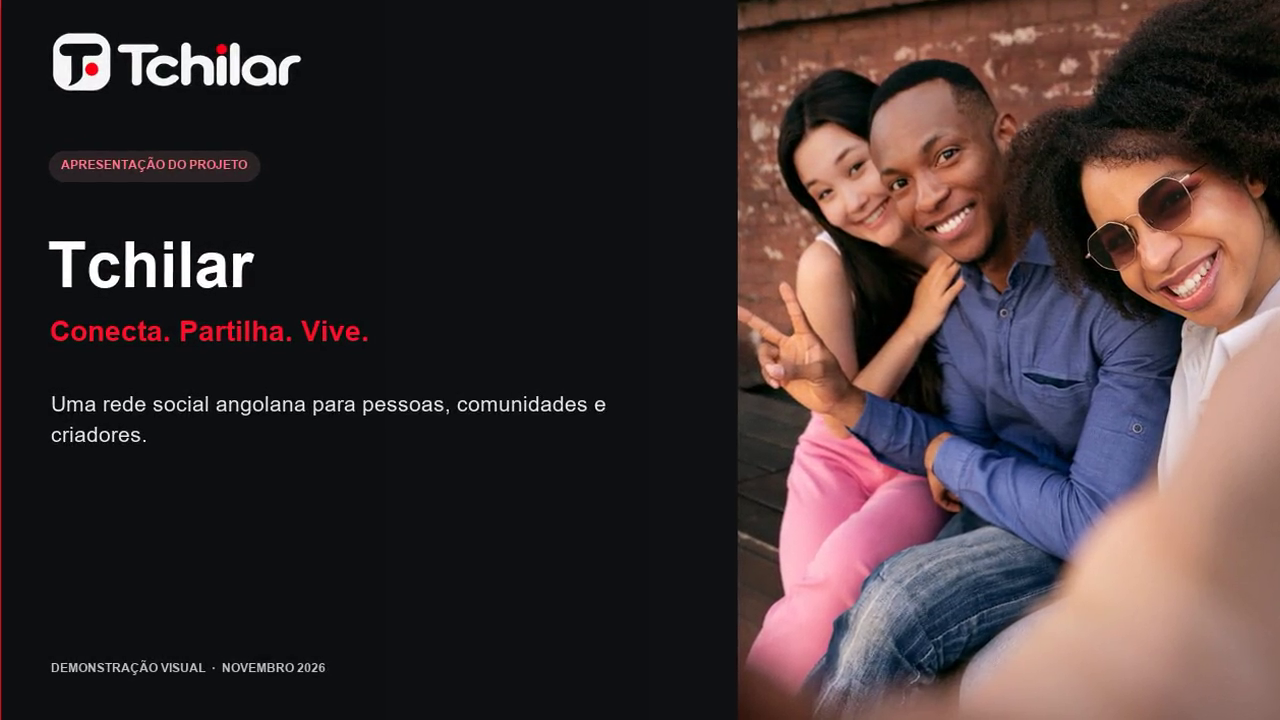 Tchilar
APRESENTAÇÃO DO PROJETO
Tchilar
Conecta. Partilha. Vive.
Uma rede social angolana para pessoas, comunidades e
criadores.
DEMONSTRAÇÃO VISUAL · NOVEMBRO 2026